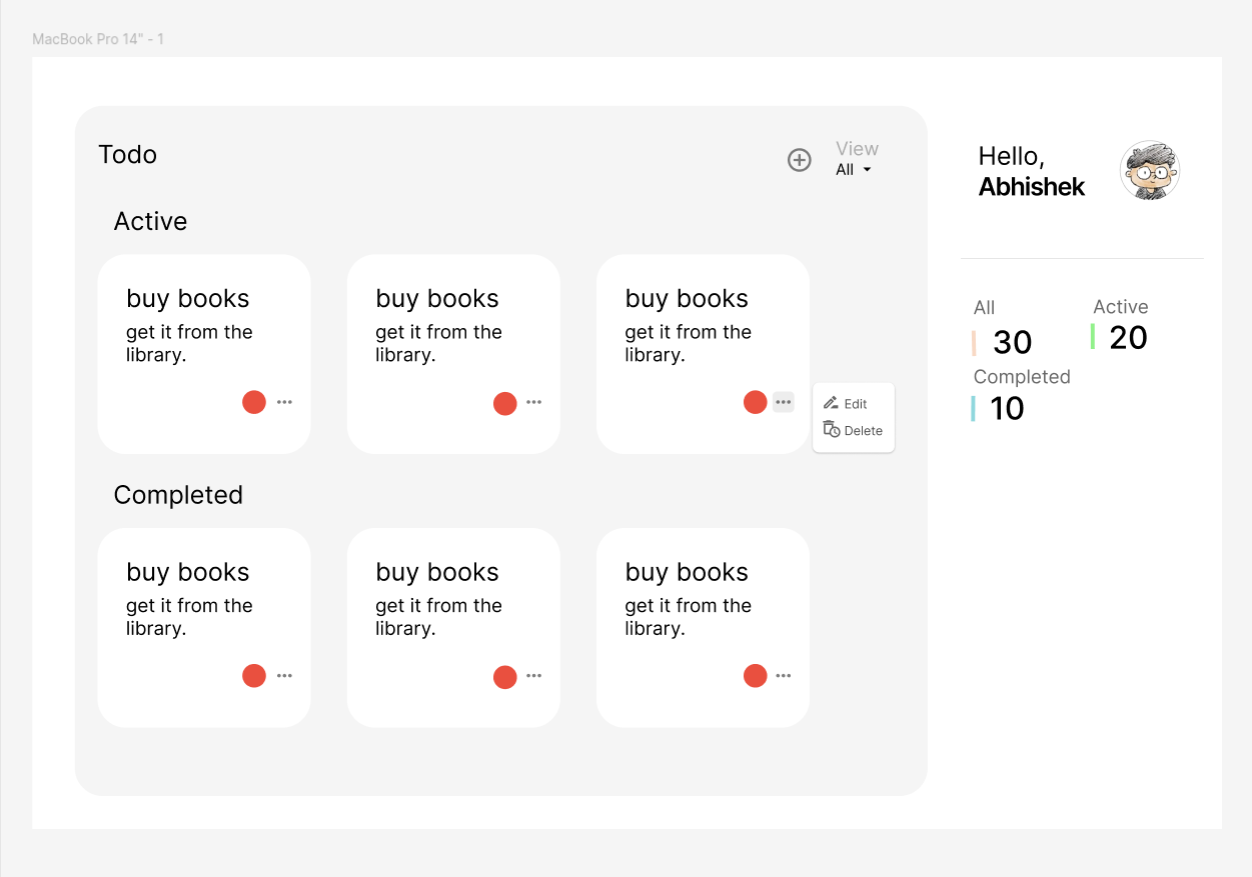 MacBook Pro 14" - 1
Todo
View
All
Hello,
Abhishek
Active
buy books
get it from the
library.
buy books
get it from the
library.
buy books
get it from the
library.
Edit
Delete
All
30
Active
20
Completed
10
Completed
buy books
get it from the
library.
buy books
get it from the
library.
buy books
get it from the
library.